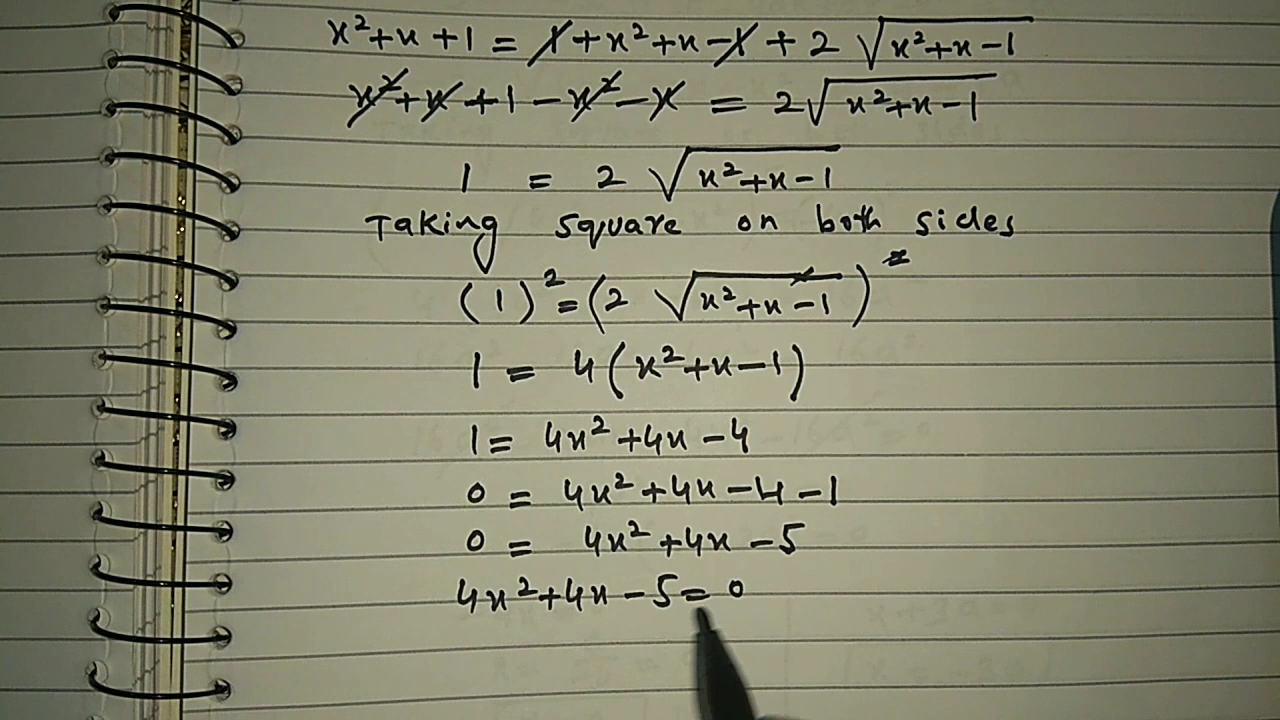 x²+x+1 = 1+x²+x-1+2 √x²+x-1
x²+x+1-x²-x = 2√x²+x-1
1 = 2 √x²+x-1
Taking square on both sides
(1)²=(2 √x²+x-1)²
1 = 4(x²+x-1)
1= 4x²+4x-4
0 = 4x²+4x-4-1
0 = 4x²+4x-5
4x²+4x-5=0